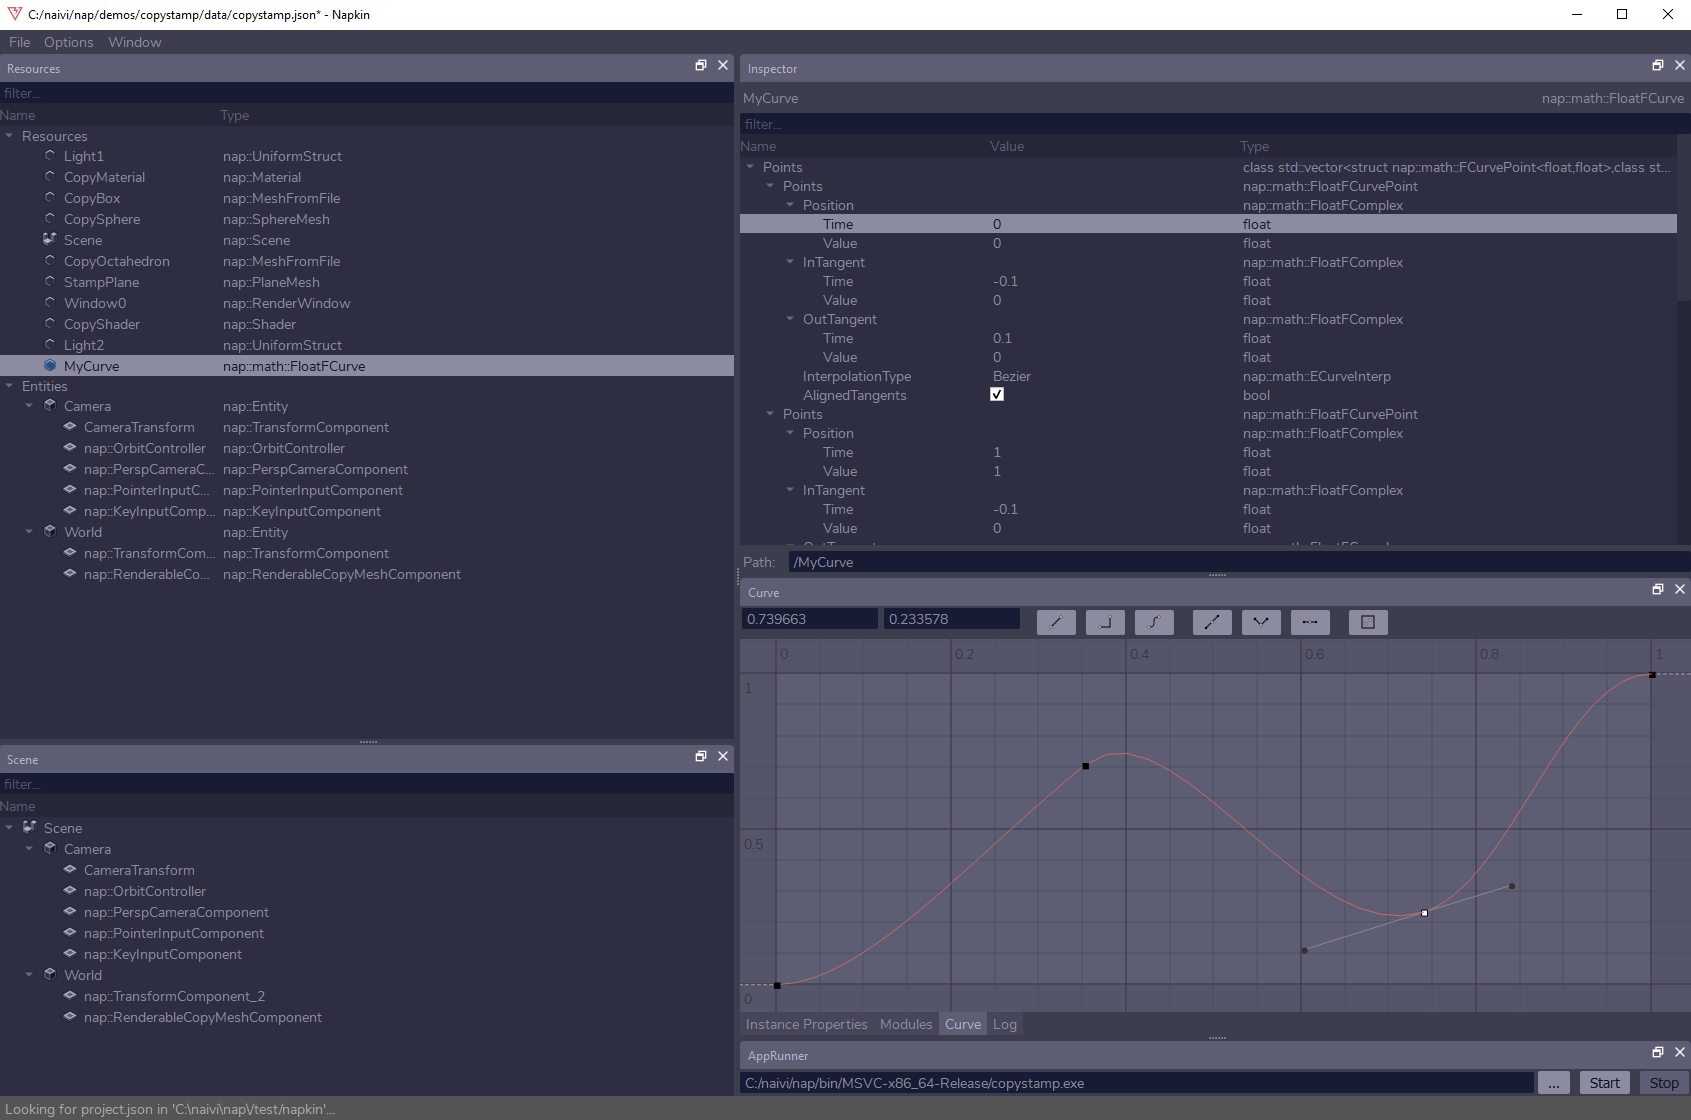 C:/naivi/nap/demos/copystamp/data/copystamp.json* - Napkin
File Options Window
Resources
filter...
Name Type
Resources
Light1 nap::UniformStruct
CopyMaterial nap::Material
CopyBox nap::MeshFromFile
CopySphere nap::SphereMesh
Scene nap::Scene
CopyOctahedron nap::MeshFromFile
StampPlane nap::PlaneMesh
Window0 nap::RenderWindow
CopyShader nap::Shader
Light2 nap::UniformStruct
MyCurve nap::math::FloatFCurve
Entities
Camera nap::Entity
CameraTransform nap::TransformComponent
nap::OrbitController nap::OrbitController
nap::PerspCameraC... nap::PerspCameraComponent
nap::PointerInputC... nap::PointerInputComponent
nap::KeyInputComp... nap::KeyInputComponent
World nap::Entity
nap::TransformCom... nap::TransformComponent
nap::RenderableCo... nap::RenderableCopyMeshComponent
Scene
filter...
Name
Scene
Camera
CameraTransform
nap::OrbitController
nap::PerspCameraComponent
nap::PointerInputComponent
nap::KeyInputComponent
World
nap::TransformComponent_2
nap::RenderableCopyMeshComponent
Inspector
MyCurve nap::math::FloatFCurve
filter...
Name Value Type
Points class std::vector<struct nap::math::FCurvePoint<float,float>,class st...
Points nap::math::FloatFCurvePoint
Position nap::math::FloatFComplex
Time 0 float
Value 0 float
InTangent nap::math::FloatFComplex
Time -0.1 float
Value 0 float
OutTangent nap::math::FloatFComplex
Time 0.1 float
Value 0 float
InterpolationType Bezier nap::math::ECurveInterp
AlignedTangents bool
Points nap::math::FloatFCurvePoint
Position nap::math::FloatFComplex
Time 1 float
Value 1 float
InTangent nap::math::FloatFComplex
Time -0.1 float
Value 0 float
Path: /MyCurve
Curve
0.739663 0.233578
0 0.2 0.4 0.6 0.8 1
1
0.5
0
Instance Properties Modules Curve Log
AppRunner
C:/naivi/nap/bin/MSVC-x86_64-Release/copystamp.exe ... Start Stop
Looking for project.json in 'C:\naivi\nap\/test/napkin'...